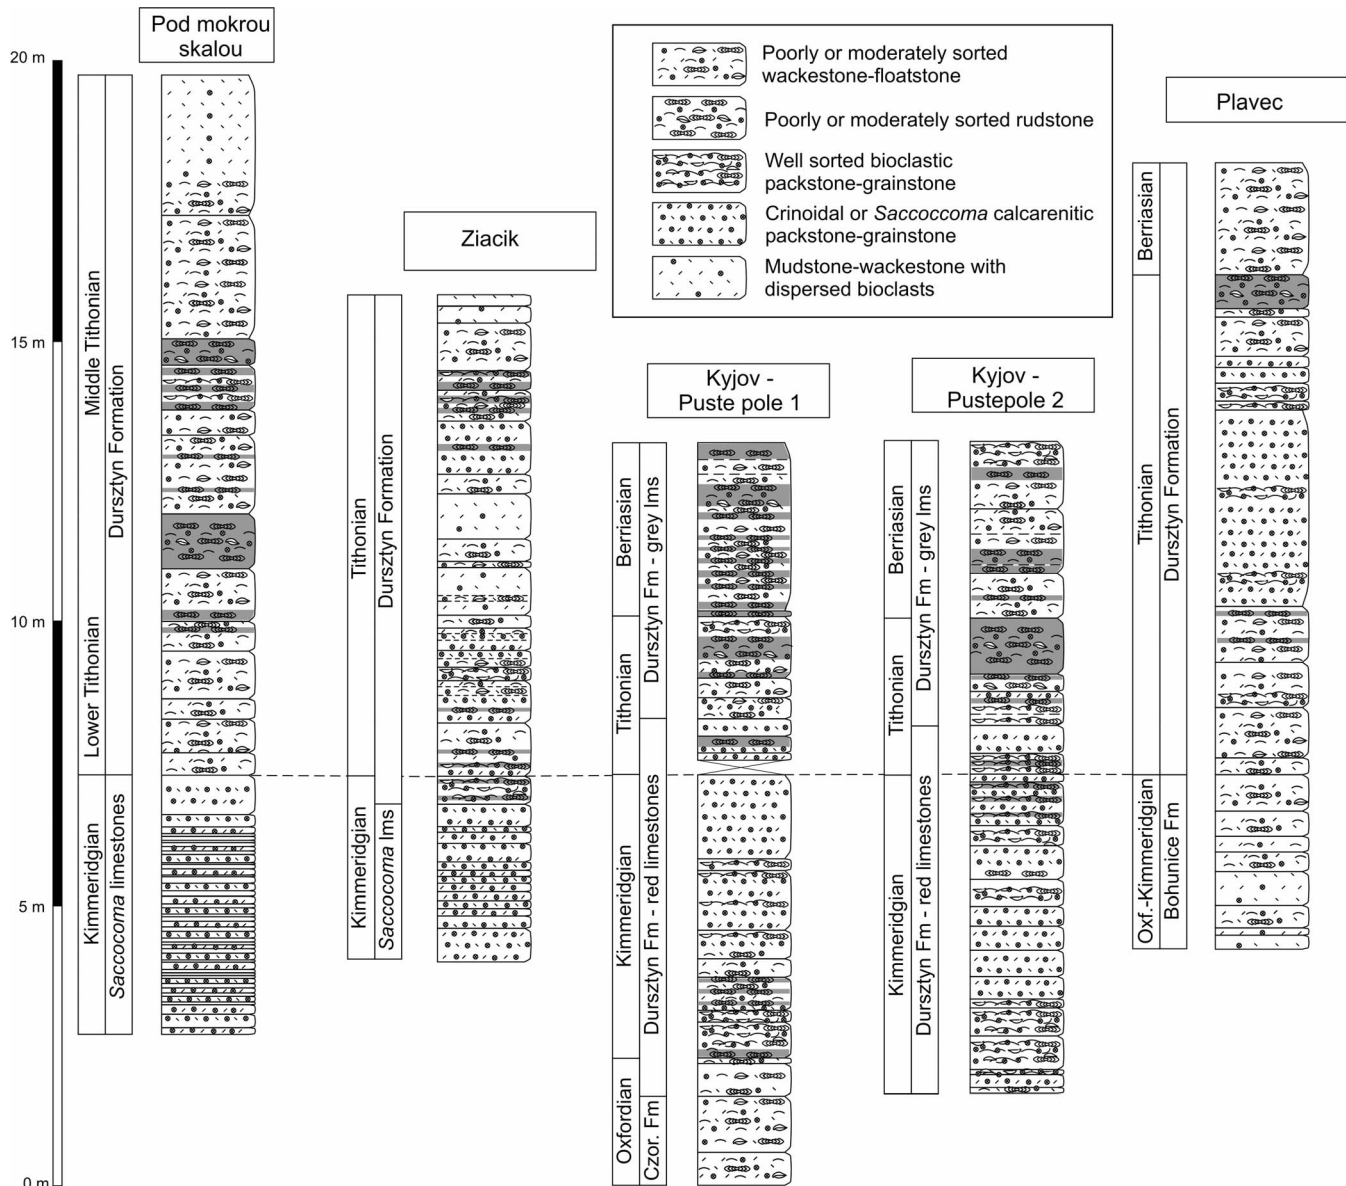 Pod mokrou
skalou
20 m
15 m
10 m
5 m
0 m
Middle Tithonian
Lower Tithonian
Kimmeridgian
Dursztyn Formation
Saccocoma limestones
Ziacik
Tithonian
Kimmeridgian
Dursztyn Formation
Saccocoma lms
Poorly or moderately sorted
wackestone-floatstone
Poorly or moderately sorted rudstone
Well sorted bioclastic
packstone-grainstone
Crinoidal or Saccoccoma calcarenitic
packstone-grainstone
Mudstone-wackestone with
dispersed bioclasts
Kyjov -
Puste pole 1
Berriasian
Tithonian
Kimmeridgian
Oxfordian
Dursztyn Fm - grey lms
Dursztyn Fm - red limestones
Czor. Fm
Kyjov -
Pustepole 2
Berriasian
Tithonian
Kimmeridgian
Dursztyn Fm - grey lms
Dursztyn Fm - red limestones
Plavec
Berriasian
Tithonian
Oxf.-Kimmeridgian
Dursztyn Formation
Bohunice Fm